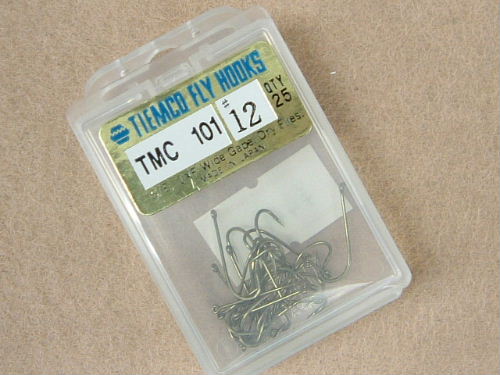 TIEMCO FLY HOOKS
TMC 101 # 12 QTY 25
Wide Gape, Dry Flies.
MADE IN JAPAN